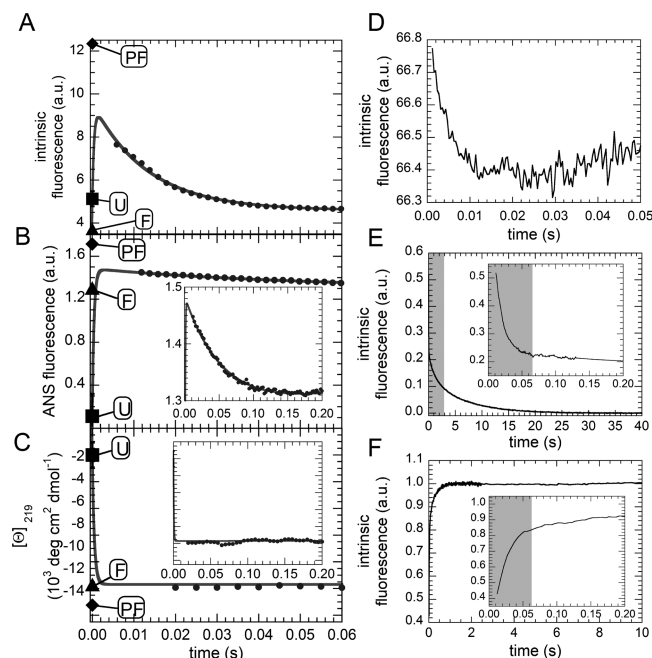 A
intrinsic
fluorescence (a.u.)
12
10
8
6
4
PF
U
F
B
ANS fluorescence (a.u.)
1.6
1.2
0.8
0.4
PF
F
U
1.5
1.4
1.3
0.00 0.05 0.10 0.15 0.20
C
[Θ] 219
(10³ deg cm² dmol⁻¹)
-2
-4
-6
-8
-10
-12
-14
U
F
PF
0.00 0.05 0.10 0.15 0.20
0.00 0.01 0.02 0.03 0.04 0.05 0.06
time (s)
D
intrinsic
fluorescence (a.u.)
66.8
66.7
66.6
66.5
66.4
66.3
0.00 0.01 0.02 0.03 0.04 0.05
time (s)
E
intrinsic
fluorescence (a.u.)
0.6
0.5
0.4
0.3
0.2
0.1
0.0
0.5
0.4
0.3
0.2
0.00 0.05 0.10 0.15 0.20
0 5 10 15 20 25 30 35 40
time (s)
F
intrinsic
fluorescence (a.u.)
1.0
0.8
0.6
0.4
0.2
0.0
1.0
0.9
0.8
0.7
0.6
0.5
0.4
0.00 0.05 0.10 0.15 0.20
0 2 4 6 8 10
time (s)